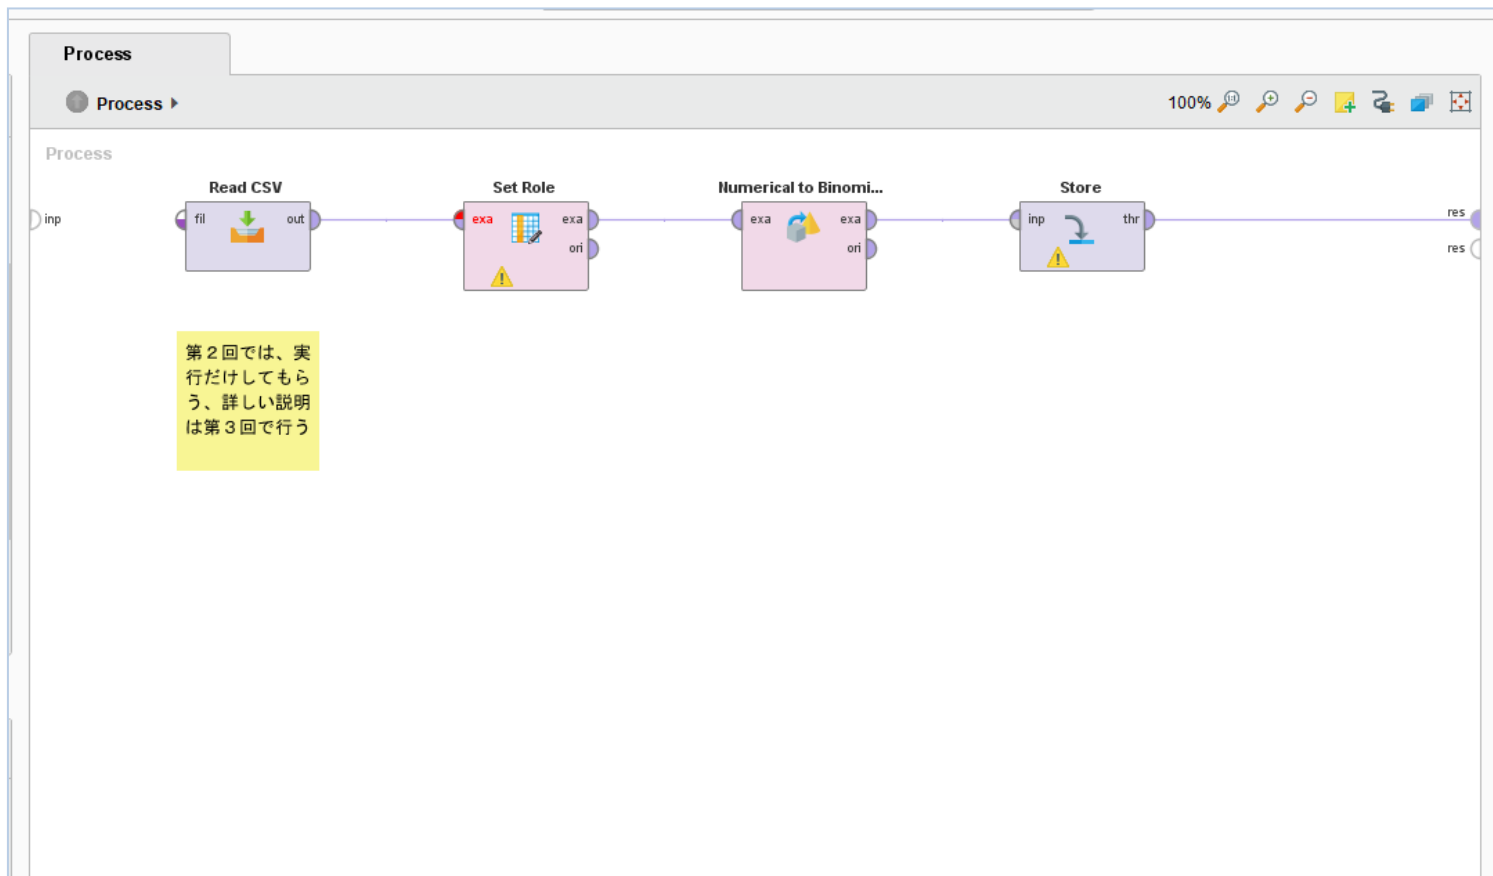 Process
Process
100%
Process
Read CSV
Set Role
Numerical to Binomi...
Store
inp
fil
out
exa
exa
ori
exa
exa
ori
inp
thr
res
res
第２回では、実
行だけしてもら
う、詳しい説明
は第３回で行う